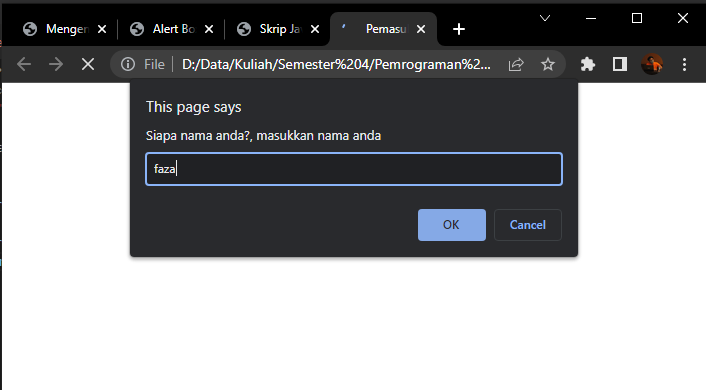 Mengen
Alert Bo
Skrip Ja
Pemasu
File
D:/Data/Kuliah/Semester%204/Pemrograman%2...
This page says
Siapa nama anda?, masukkan nama anda
faza
OK
Cancel